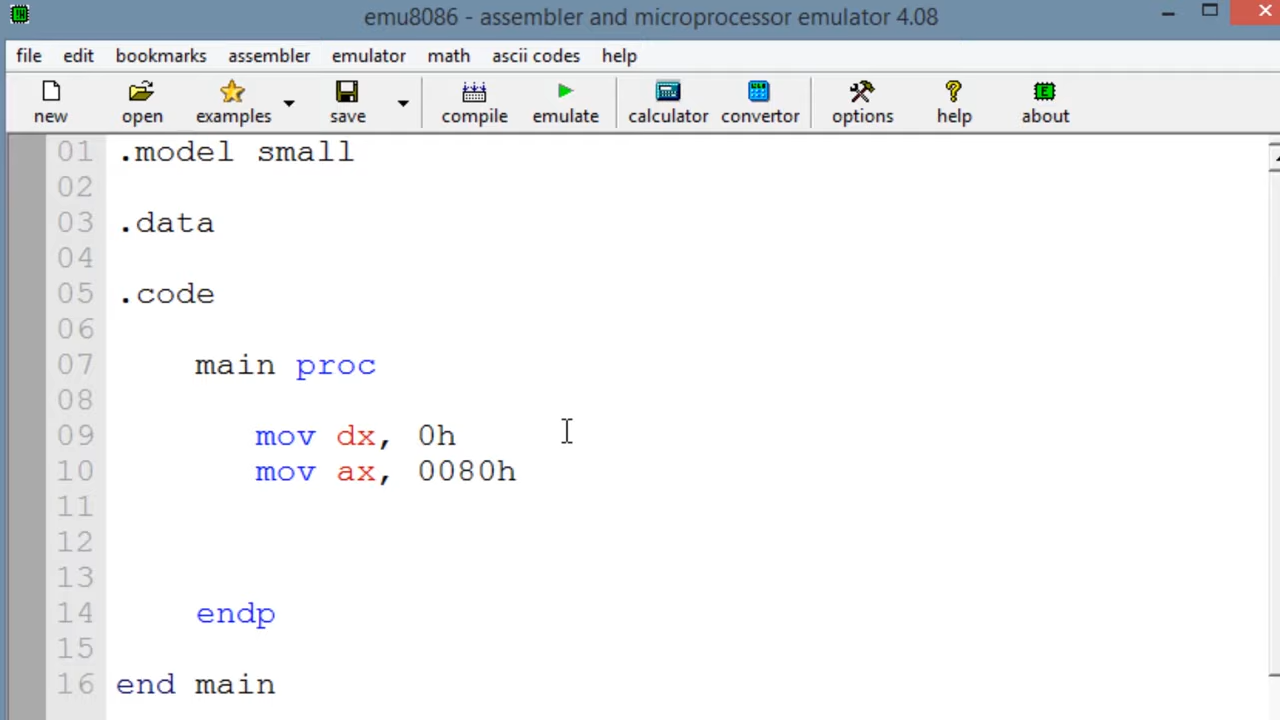 emu8086 - assembler and microprocessor emulator 4.08
file edit bookmarks assembler emulator math ascii codes help
new open examples save compile emulate calculator convertor options help about
01 .model small
02
03 .data
04
05 .code
06
07 main proc
08
09 mov dx, 0h
10 mov ax, 0080h
11
12
13
14 endp
15
16 end main